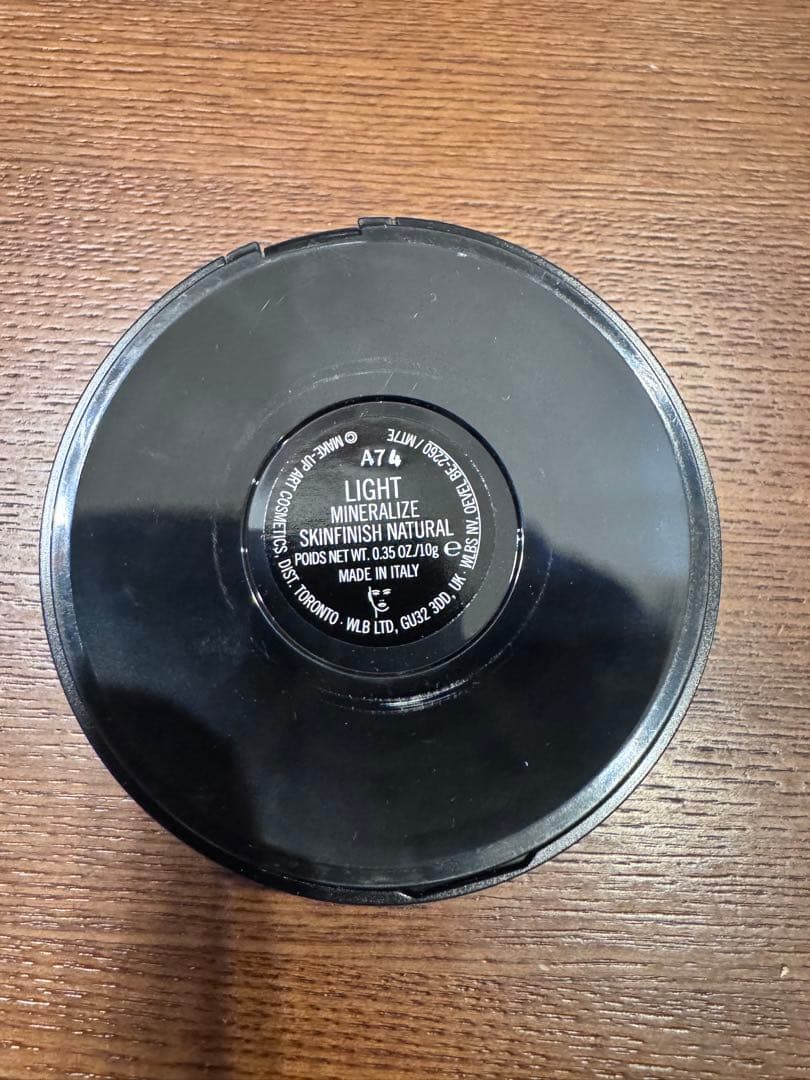 A74
LIGHT
MINERALIZE
SKINFINISH NATURAL
POIDS NET WT. 0.35 OZ./10g ℮
MADE IN ITALY
© MAKE-UP ART COSMETICS, DIST. TORONTO · WLB LTD, GU32 3DD, UK · WLBS NV, OEVEL BE-2260 / MT7E